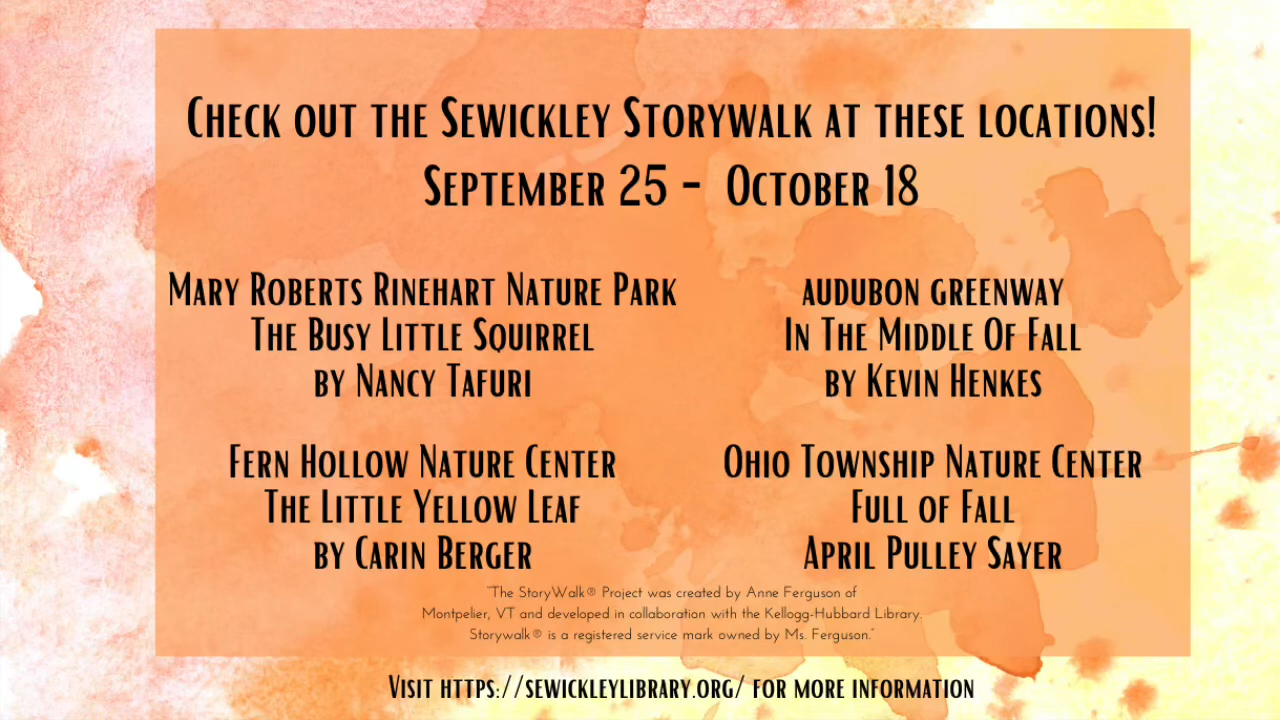 Check out the Sewickley Storywalk at these locations!
September 25 - October 18
Mary Roberts Rinehart Nature Park
The Busy Little Squirrel
by Nancy Tafuri
audubon greenway
In The Middle Of Fall
by Kevin Henkes
Fern Hollow Nature Center
The Little Yellow Leaf
by Carin Berger
Ohio Township Nature Center
Full of Fall
April Pulley Sayer
"The StoryWalk® Project was created by Anne Ferguson of
Montpelier, VT and developed in collaboration with the Kellogg-Hubbard Library.
Storywalk® is a registered service mark owned by Ms. Ferguson."
Visit https://sewickleylibrary.org/ for more information